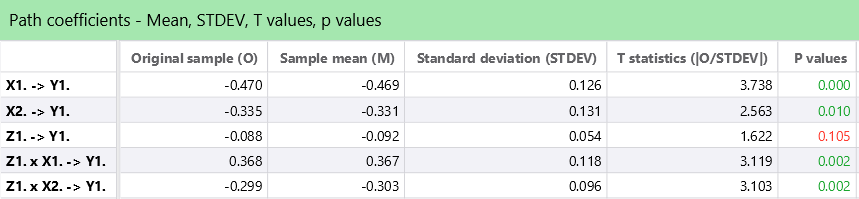 Path coefficients - Mean, STDEV, T values, p values
Original sample (O) Sample mean (M) Standard deviation (STDEV) T statistics (|O/STDEV|) P values
X1. -> Y1. -0.470 -0.469 0.126 3.738 0.000
X2. -> Y1. -0.335 -0.331 0.131 2.563 0.010
Z1. -> Y1. -0.088 -0.092 0.054 1.622 0.105
Z1. x X1. -> Y1. 0.368 0.367 0.118 3.119 0.002
Z1. x X2. -> Y1. -0.299 -0.303 0.096 3.103 0.002